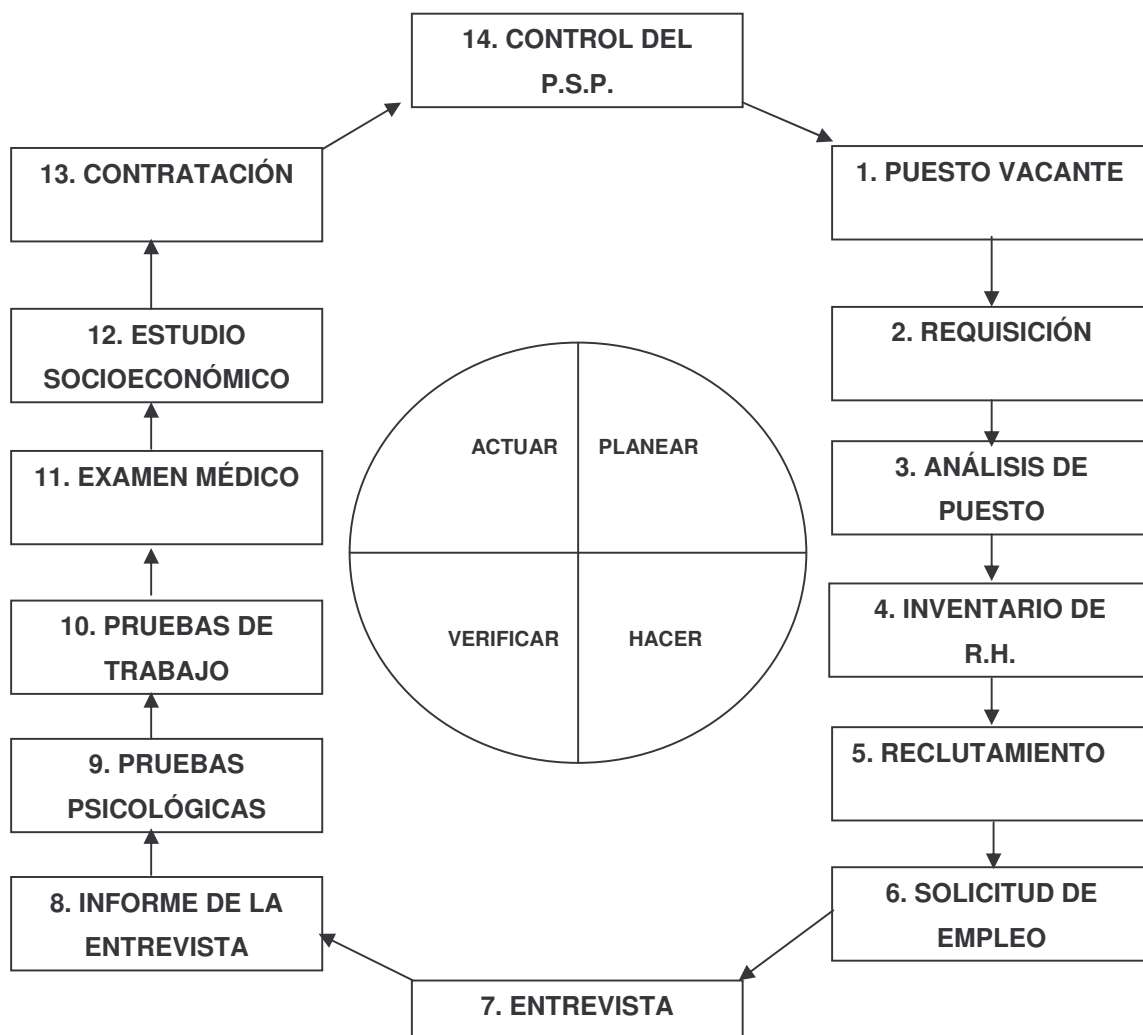 14. CONTROL DEL
P.S.P.
1. PUESTO VACANTE
2. REQUISICIÓN
3. ANÁLISIS DE
PUESTO
4. INVENTARIO DE
R.H.
5. RECLUTAMIENTO
6. SOLICITUD DE
EMPLEO
7. ENTREVISTA
8. INFORME DE LA
ENTREVISTA
9. PRUEBAS
PSICOLÓGICAS
10. PRUEBAS DE
TRABAJO
11. EXAMEN MÉDICO
12. ESTUDIO
SOCIOECONÓMICO
13. CONTRATACIÓN
ACTUAR
PLANEAR
VERIFICAR
HACER